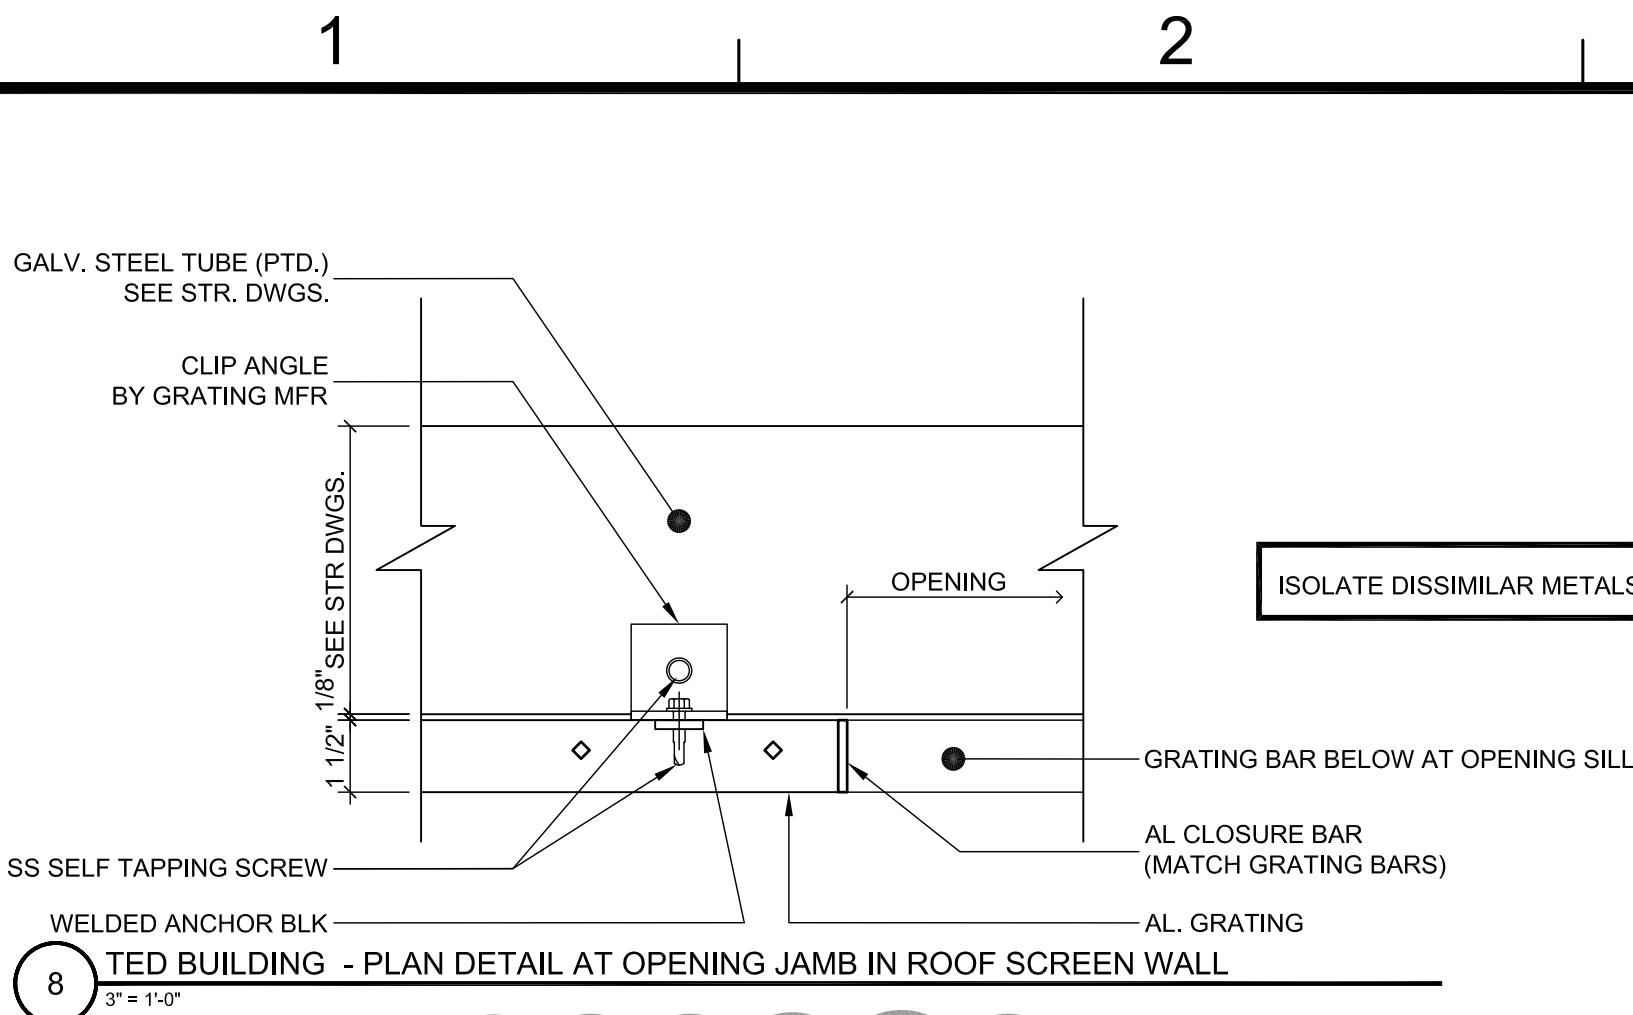 1
2
GALV. STEEL TUBE (PTD.)
SEE STR. DWGS.
CLIP ANGLE
BY GRATING MFR
SEE STR DWGS.
1/8"
1 1/2"
OPENING
ISOLATE DISSIMILAR METALS
GRATING BAR BELOW AT OPENING SILL
AL CLOSURE BAR
(MATCH GRATING BARS)
SS SELF TAPPING SCREW
WELDED ANCHOR BLK
AL. GRATING
8
TED BUILDING - PLAN DETAIL AT OPENING JAMB IN ROOF SCREEN WALL
3" = 1'-0"